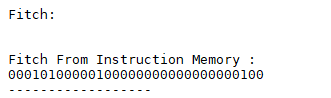 Fitch:
Fitch From Instruction Memory :
00010100000100000000000000000100
------------------